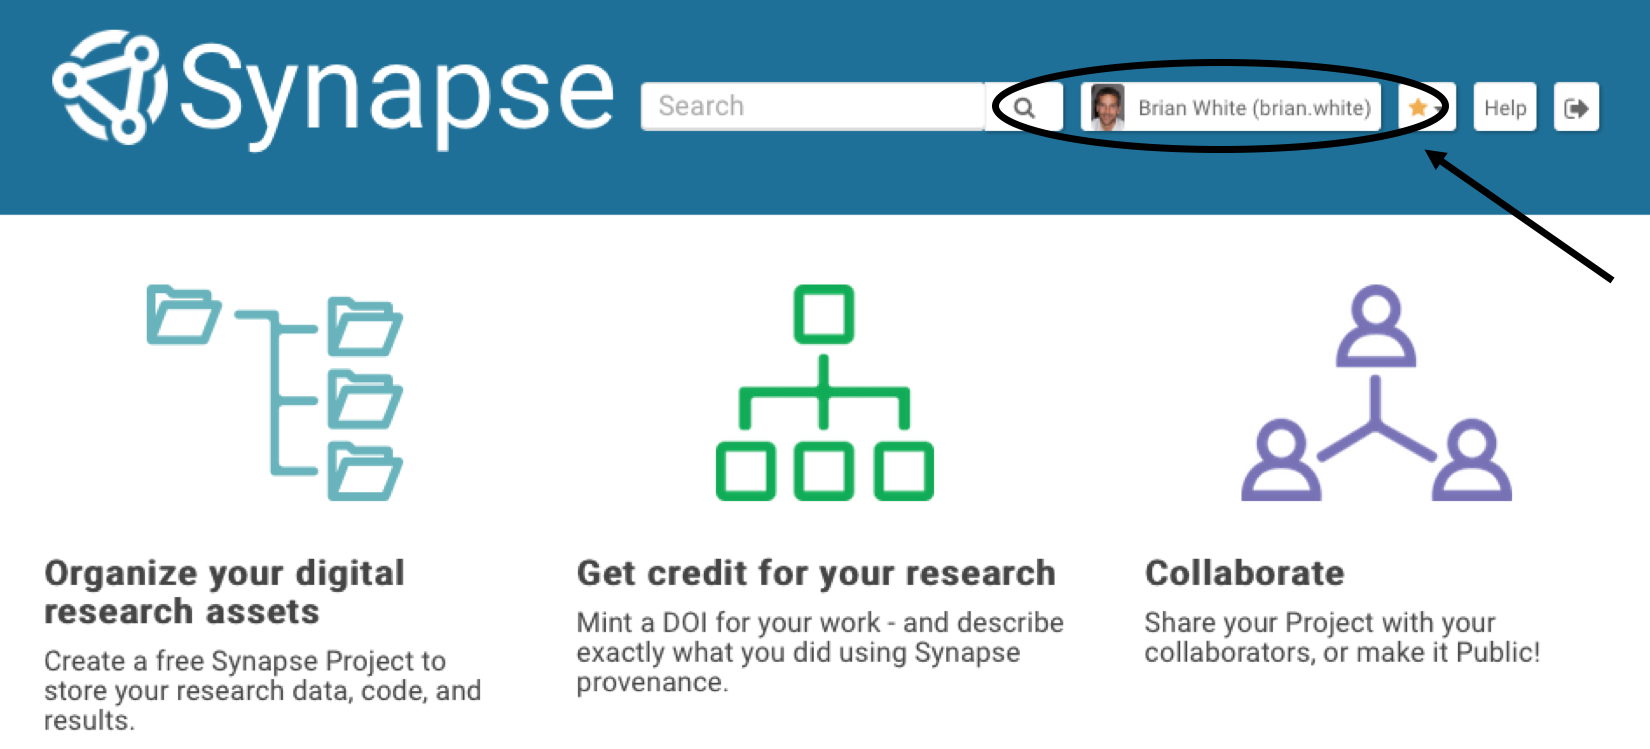 Synapse
Search
Brian White (brian.white)
Help
Organize your digital
research assets
Create a free Synapse Project to
store your research data, code, and
results.
Get credit for your research
Mint a DOI for your work - and describe
exactly what you did using Synapse
provenance.
Collaborate
Share your Project with your
collaborators, or make it Public!